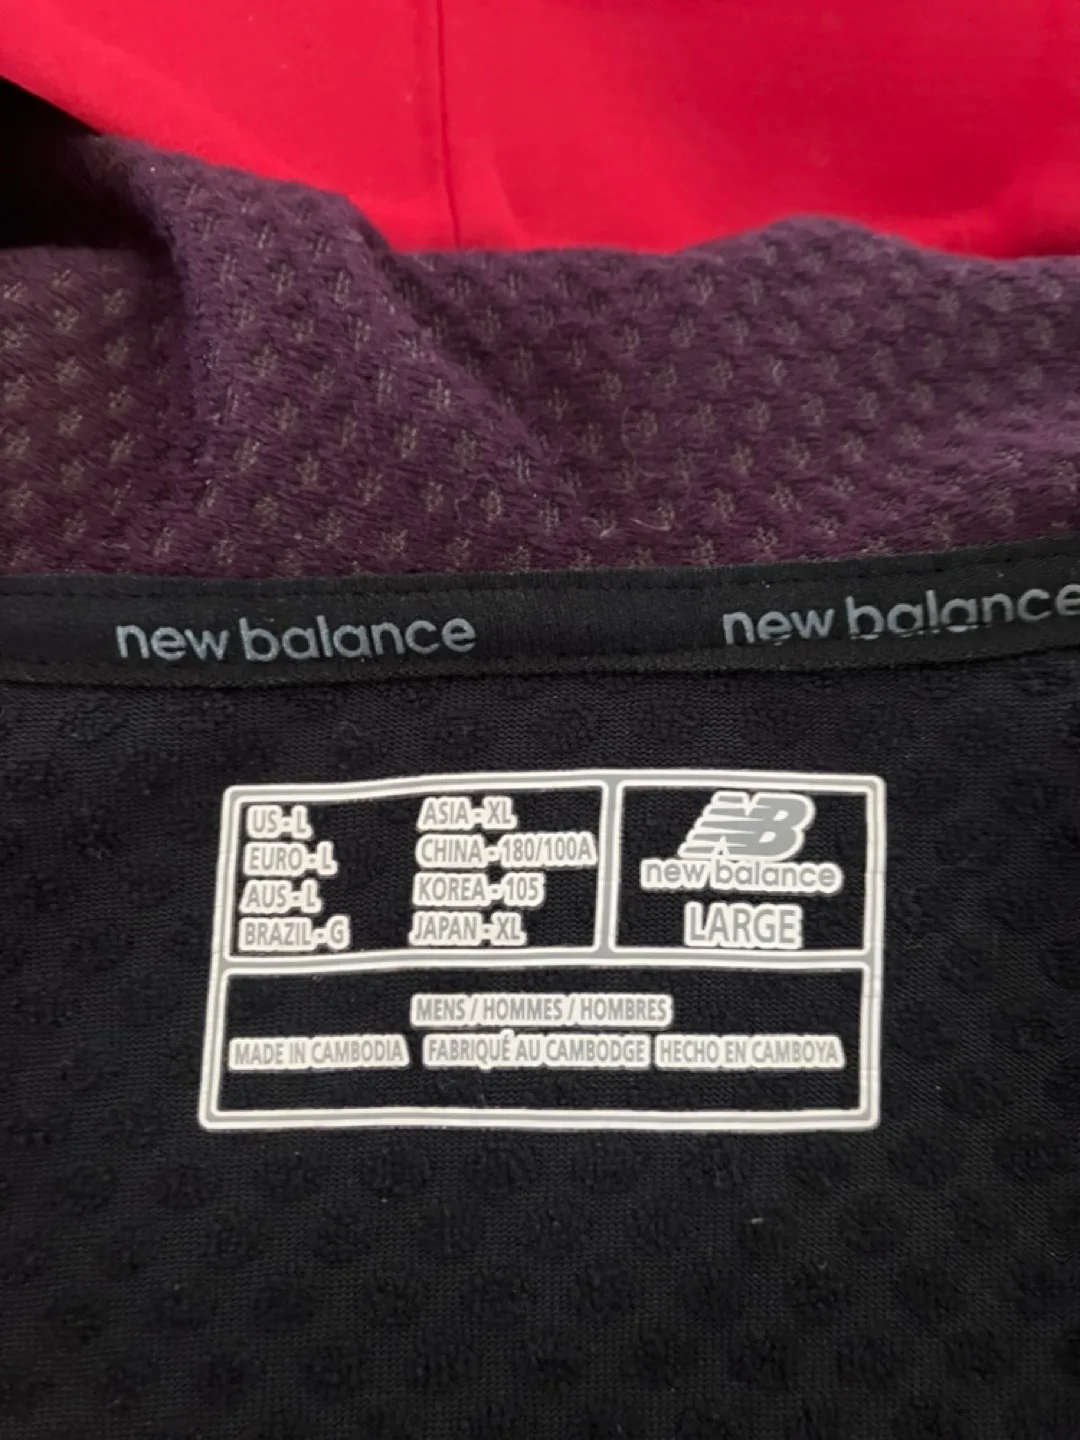 new balance new balance
US - L
EURO - L
AUS - L
BRAZIL - G
ASIA - XL
CHINA - 180/100A
KOREA - 105
JAPAN - XL
NB
new balance
LARGE
MENS / HOMMES / HOMBRES
MADE IN CAMBODIA FABRIQUÉ AU CAMBODGE HECHO EN CAMBOYA